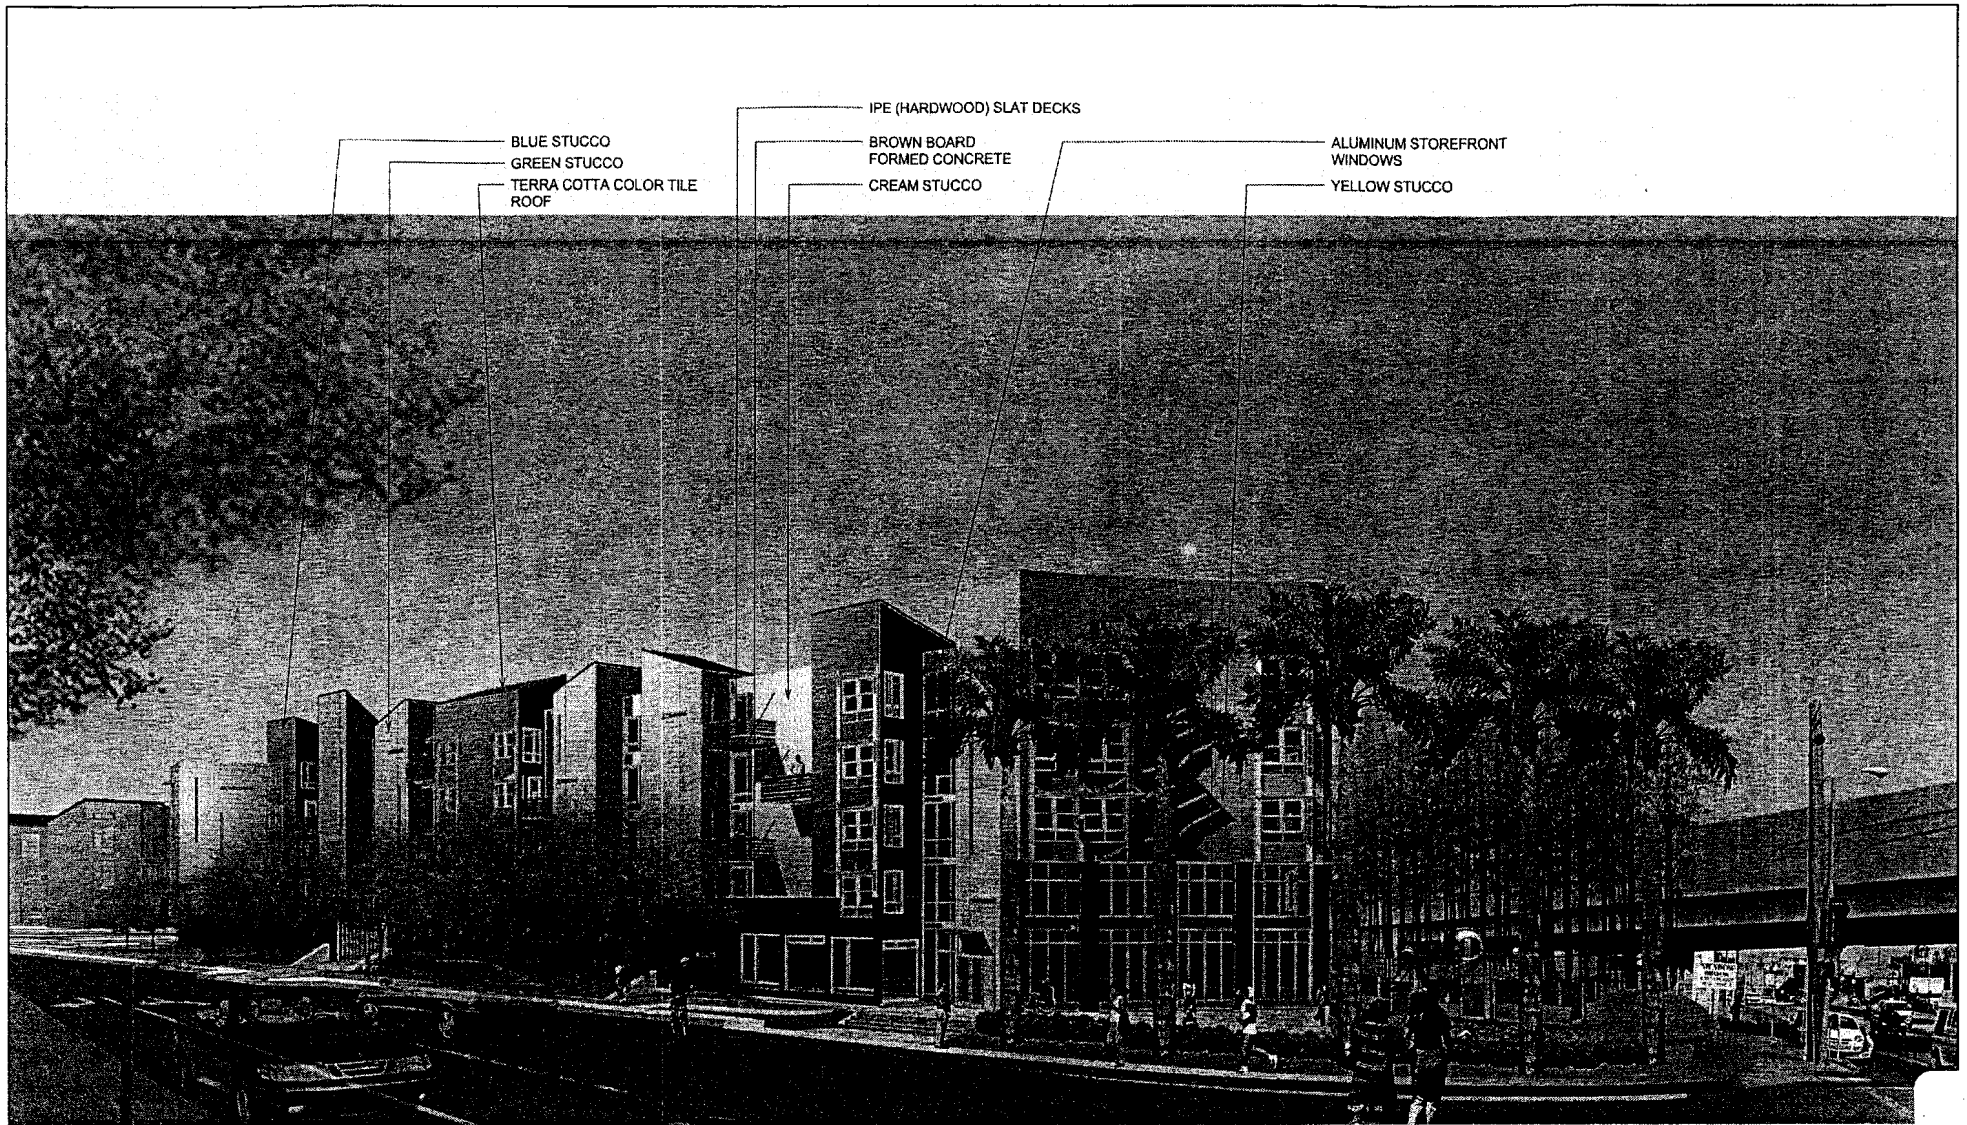 BLUE STUCCO
GREEN STUCCO
TERRA COTTA COLOR TILE
ROOF
IPE (HARDWOOD) SLAT DECKS
BROWN BOARD
FORMED CONCRETE
CREAM STUCCO
ALUMINUM STOREFRONT
WINDOWS
YELLOW STUCCO